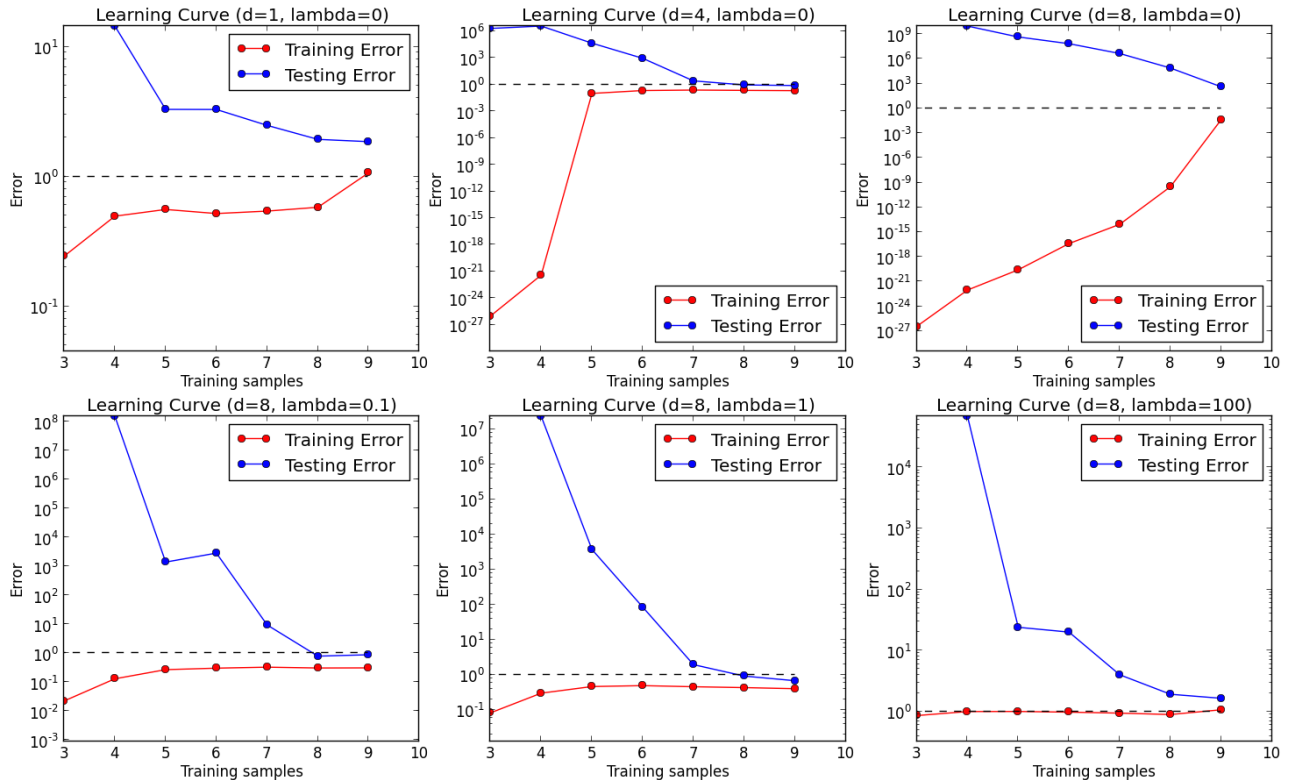 Learning Curve (d=1, lambda=0)
Training Error
Testing Error
10^1
10^0
10^-1
Error
3 4 5 6 7 8 9 10
Training samples
Learning Curve (d=4, lambda=0)
10^6
10^3
10^0
10^-3
10^-6
10^-9
10^-12
10^-15
10^-18
10^-21
10^-24
10^-27
Error
Training Error
Testing Error
3 4 5 6 7 8 9 10
Training samples
Learning Curve (d=8, lambda=0)
10^9
10^6
10^3
10^0
10^-3
10^-6
10^-9
10^-12
10^-15
10^-18
10^-21
10^-24
10^-27
Error
Training Error
Testing Error
3 4 5 6 7 8 9 10
Training samples
Learning Curve (d=8, lambda=0.1)
Training Error
Testing Error
10^8
10^7
10^6
10^5
10^4
10^3
10^2
10^1
10^0
10^-1
10^-2
10^-3
Error
3 4 5 6 7 8 9 10
Training samples
Learning Curve (d=8, lambda=1)
Training Error
Testing Error
10^7
10^6
10^5
10^4
10^3
10^2
10^1
10^0
10^-1
Error
3 4 5 6 7 8 9 10
Training samples
Learning Curve (d=8, lambda=100)
Training Error
Testing Error
10^4
10^3
10^2
10^1
10^0
Error
3 4 5 6 7 8 9 10
Training samples